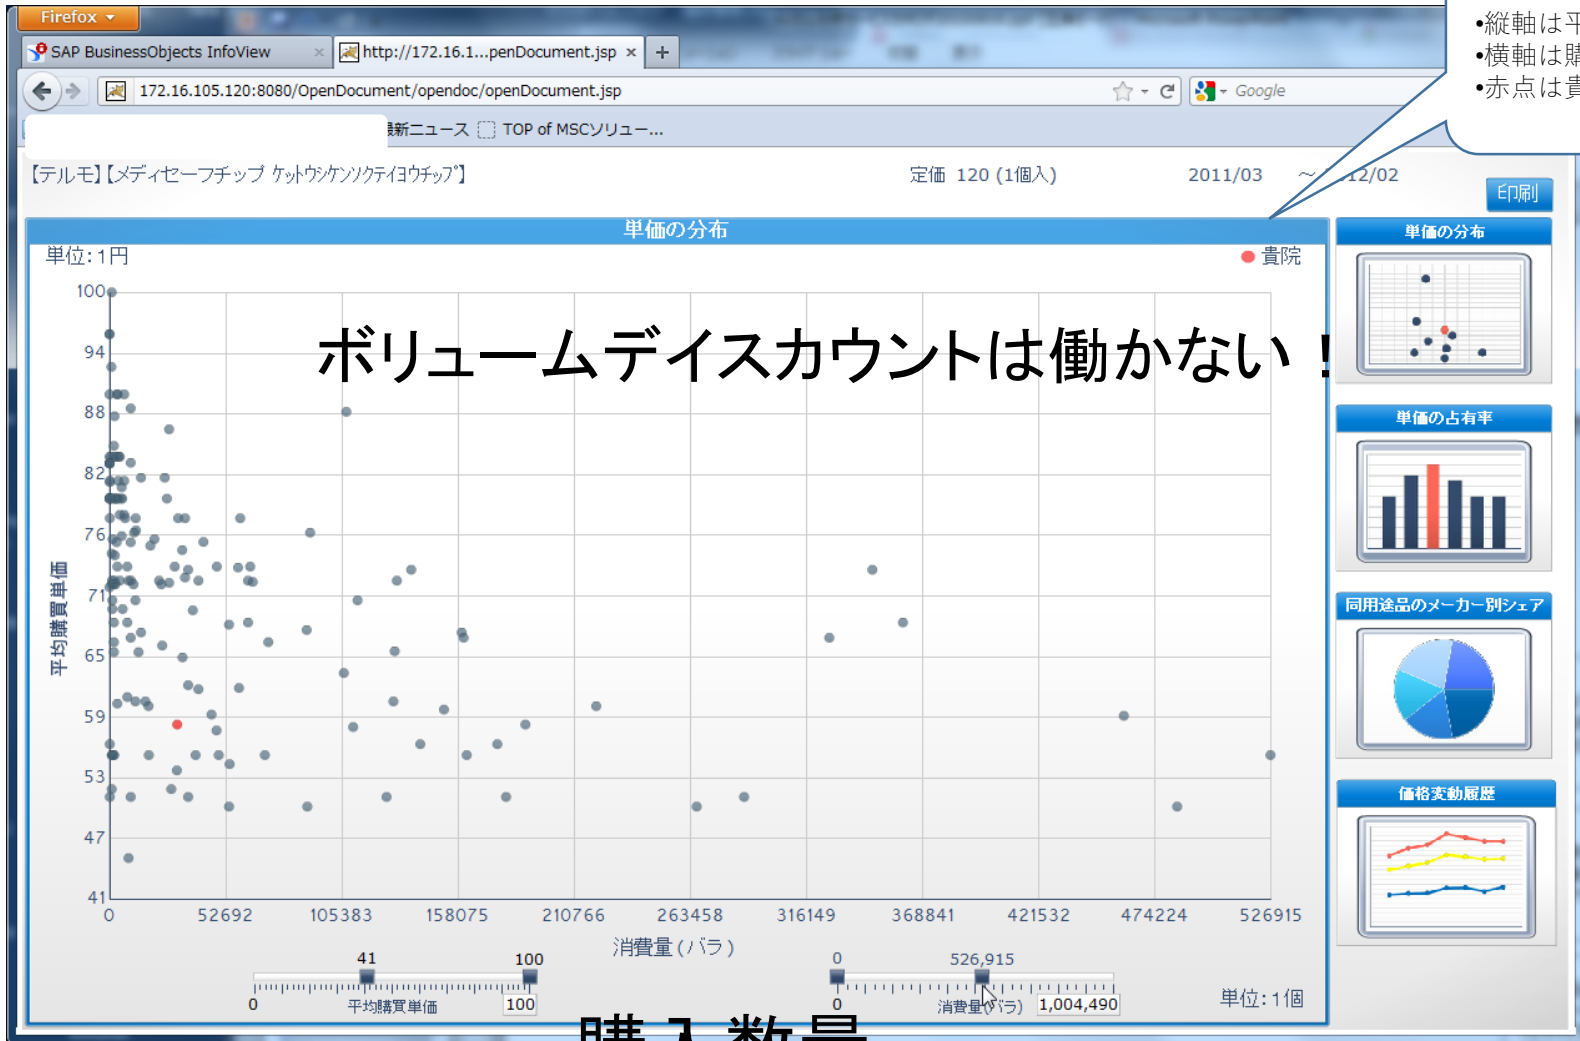 Firefox
•縦軸は平
SAP BusinessObjects InfoView
http://172.16.1...penDocument.jsp
•横軸は購
172.16.105.120:8080/OpenDocument/opendoc/openDocument.jsp
Google
•赤点は貴
最新ニュース
TOP of MSCソリュー...
【テルモ】【メディセーフチップ ケットウシケンソクテイヨウチップ】
定価 120 (1個入)
2011/03 ～ 2012/02
印刷
単価の分布
単位:1円
貴院
ボリュームデイスカウントは働かない！
100
94
88
82
76
71
65
59
53
47
41
平均購買単価
0 52692 105383 158075 210766 263458 316149 368841 421532 474224 526915
消費量(バラ)
41 100
0 平均購買単価 100
0 526,915
0 消費量(バラ) 1,004,490
単位:1個
購入数量
単価の分布
単価の占有率
同用途品のメーカー別シェア
価格変動履歴